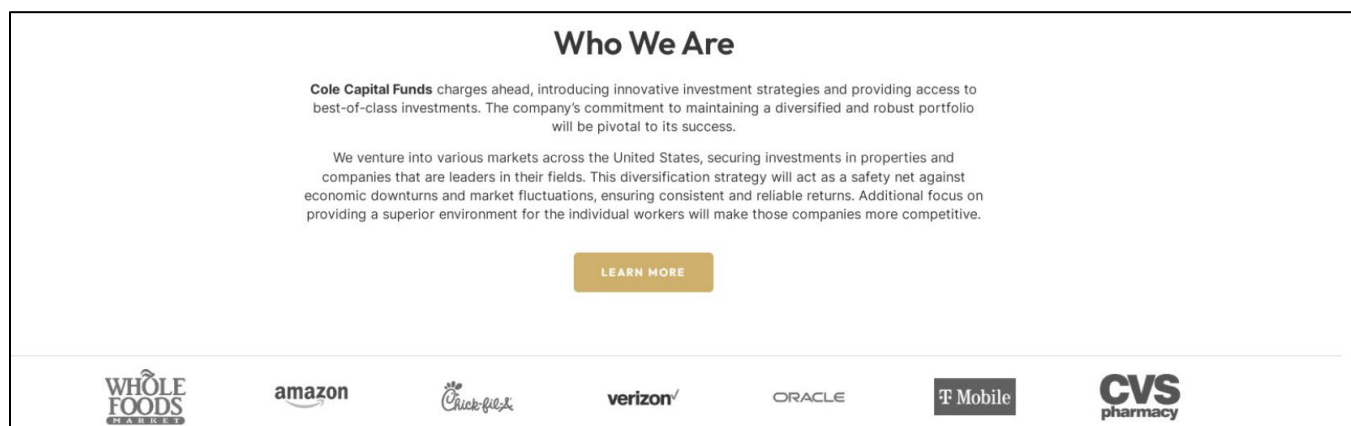 Who We Are
Cole Capital Funds charges ahead, introducing innovative investment strategies and providing access to
best-of-class investments. The company’s commitment to maintaining a diversified and robust portfolio
will be pivotal to its success.
We venture into various markets across the United States, securing investments in properties and
companies that are leaders in their fields. This diversification strategy will act as a safety net against
economic downturns and market fluctuations, ensuring consistent and reliable returns. Additional focus on
providing a superior environment for the individual workers will make those companies more competitive.
LEARN MORE
WHOLE FOODS MARKET amazon Chick-fil-A verizon ORACLE T Mobile CVS pharmacy